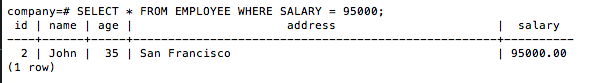 company=# SELECT * FROM EMPLOYEE WHERE SALARY = 95000;
 id | name | age |                      address                       |  salary
----+------+-----+----------------------------------------------------+----------
  2 | John |  35 | San Francisco                                      | 95000.00
(1 row)